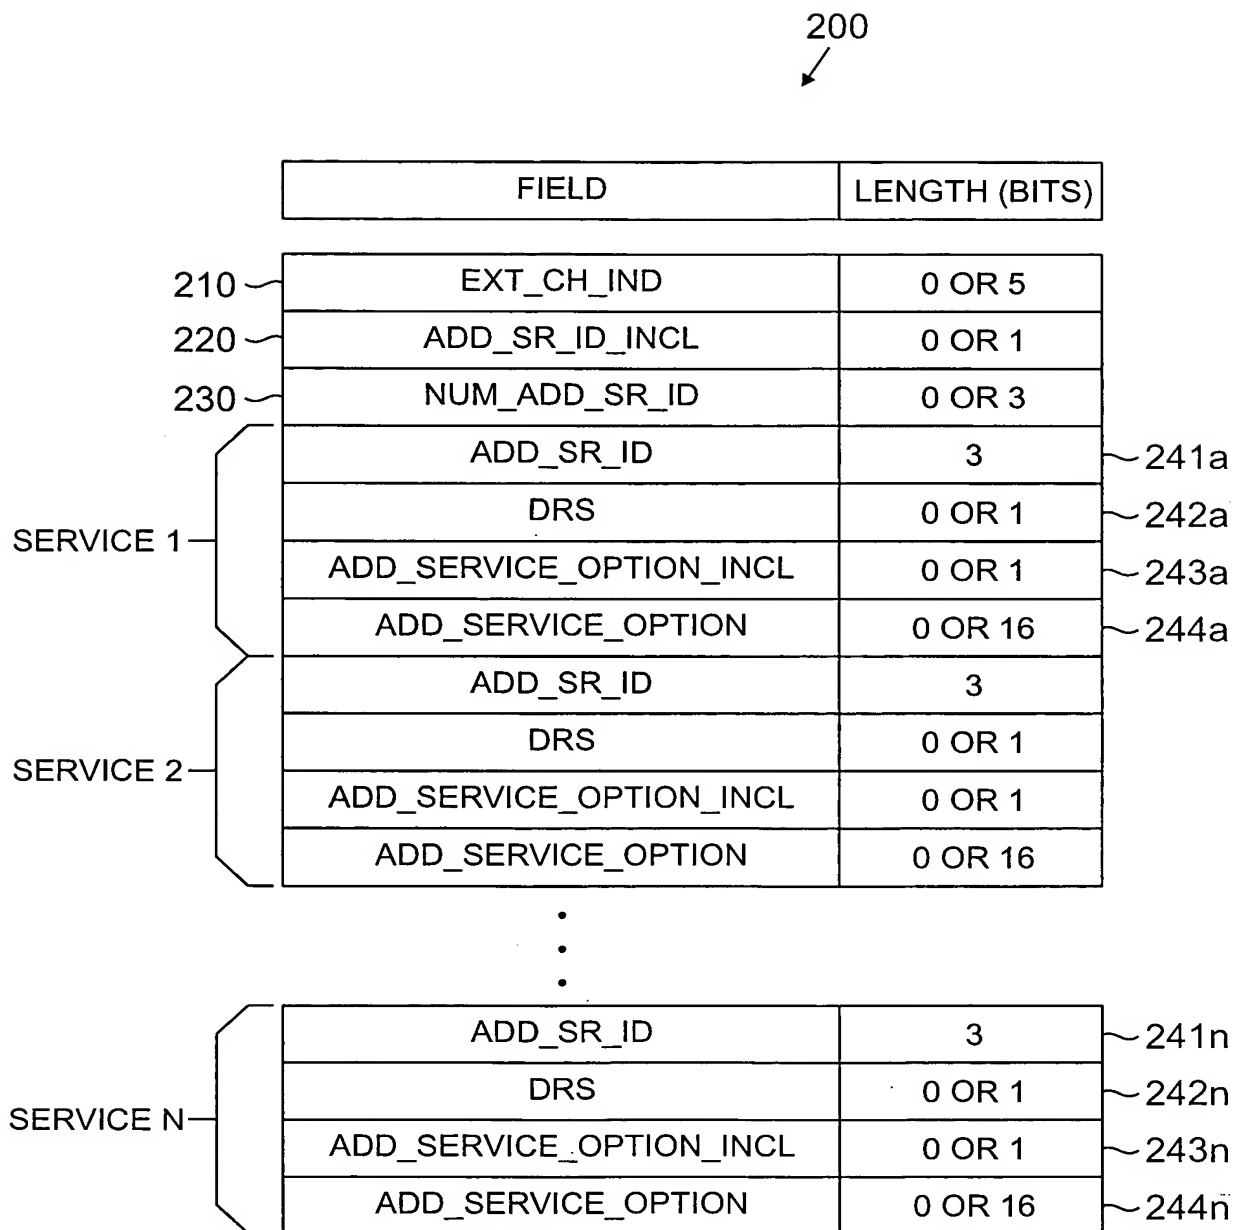 200
FIELD LENGTH (BITS)
210 EXT_CH_IND 0 OR 5
220 ADD_SR_ID_INCL 0 OR 1
230 NUM_ADD_SR_ID 0 OR 3
ADD_SR_ID 3 241a
DRS 0 OR 1 242a
SERVICE 1
ADD_SERVICE_OPTION_INCL 0 OR 1 243a
ADD_SERVICE_OPTION 0 OR 16 244a
ADD_SR_ID 3
DRS 0 OR 1
SERVICE 2
ADD_SERVICE_OPTION_INCL 0 OR 1
ADD_SERVICE_OPTION 0 OR 16
ADD_SR_ID 3 241n
DRS 0 OR 1 242n
SERVICE N
ADD_SERVICE_OPTION_INCL 0 OR 1 243n
ADD_SERVICE_OPTION 0 OR 16 244n